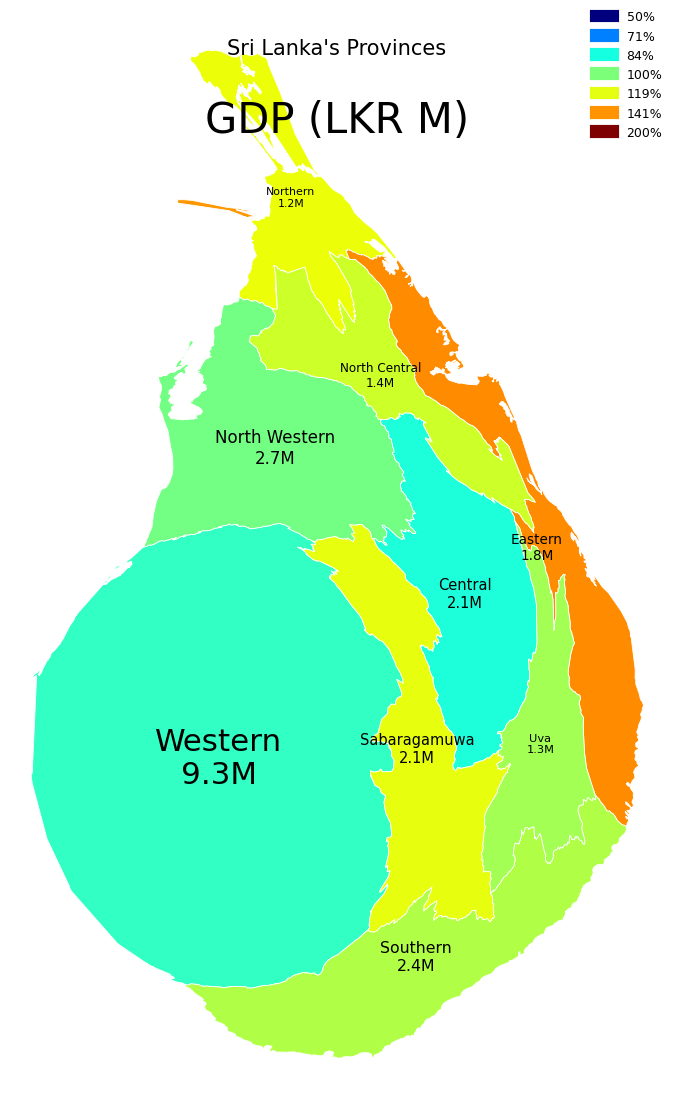 Sri Lanka's Provinces
GDP (LKR M)
50%
71%
84%
100%
119%
141%
200%
Northern
1.2M
North Central
1.4M
North Western
2.7M
Eastern
1.8M
Central
2.1M
Western
9.3M
Sabaragamuwa
2.1M
Uva
1.3M
Southern
2.4M